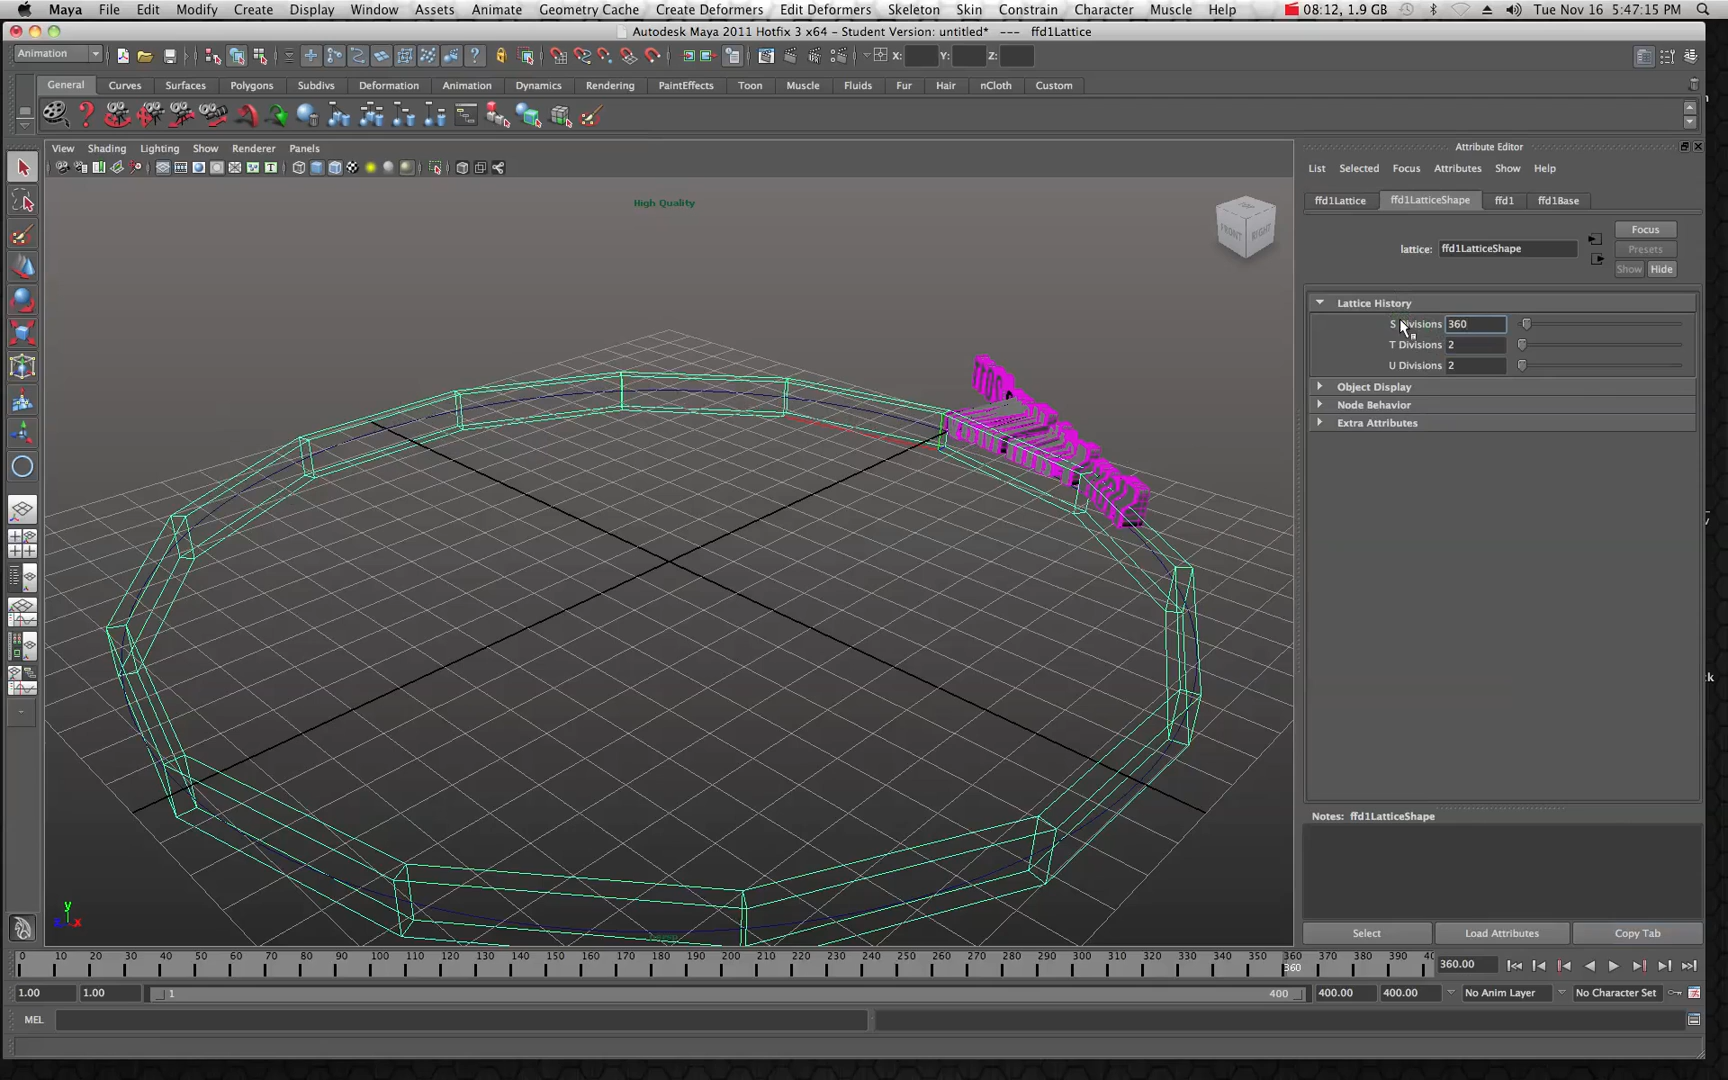 Maya File Edit Modify Create Display Window Assets Animate Geometry Cache Create Deformers Edit Deformers Skeleton Skin Constrain Character Muscle Help 08:12, 1.9 GB Tue Nov 16 5:47:15 PM
Autodesk Maya 2011 Hotfix 3 x64 - Student Version: untitled* --- ffd1Lattice
Animation X: Y: Z:
General Curves Surfaces Polygons Subdivs Deformation Animation Rendering PaintEffects Toon Muscle Fluids Fur Hair nCloth Custom
View Shading Lighting Show Renderer Panels
High Quality
TOP
FRONT RIGHT
y
x
Attribute Editor
List Selected Focus Attributes Show Help
ffd1Lattice ffd1LatticeShape ffd1 ffd1Base
Focus
lattice: ffd1LatticeShape Presets
Show Hide
Lattice History
S Divisions 360
T Divisions 2
U Divisions 2
Object Display
Node Behavior
Extra Attributes
Notes: ffd1LatticeShape
Select Load Attributes Copy Tab
0 10 20 30 40 50 60 70 80 90 100 110 120 130 140 150 160 170 180 190 200 210 220 230 240 250 260 270 280 290 300 310 320 330 340 350 360 370 380 390 40 360.00
360
1.00 1.00 1 400 400.00 400.00 No Anim Layer No Character Set
MEL